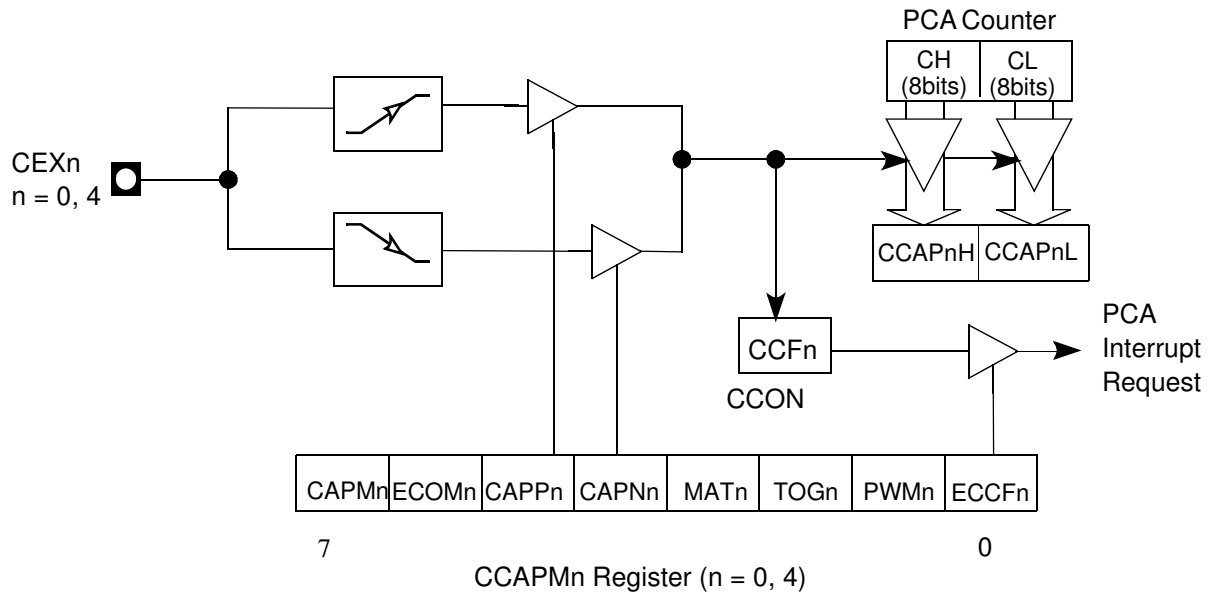 PCA Counter
CH
(8bits)
CL
(8bits)
CEXn
n = 0, 4
CCAPnH
CCAPnL
CCFn
CCON
PCA
Interrupt
Request
CAPMn
ECOMn
CAPPn
CAPNn
MATn
TOGn
PWMn
ECCFn
7
0
CCAPMn Register (n = 0, 4)